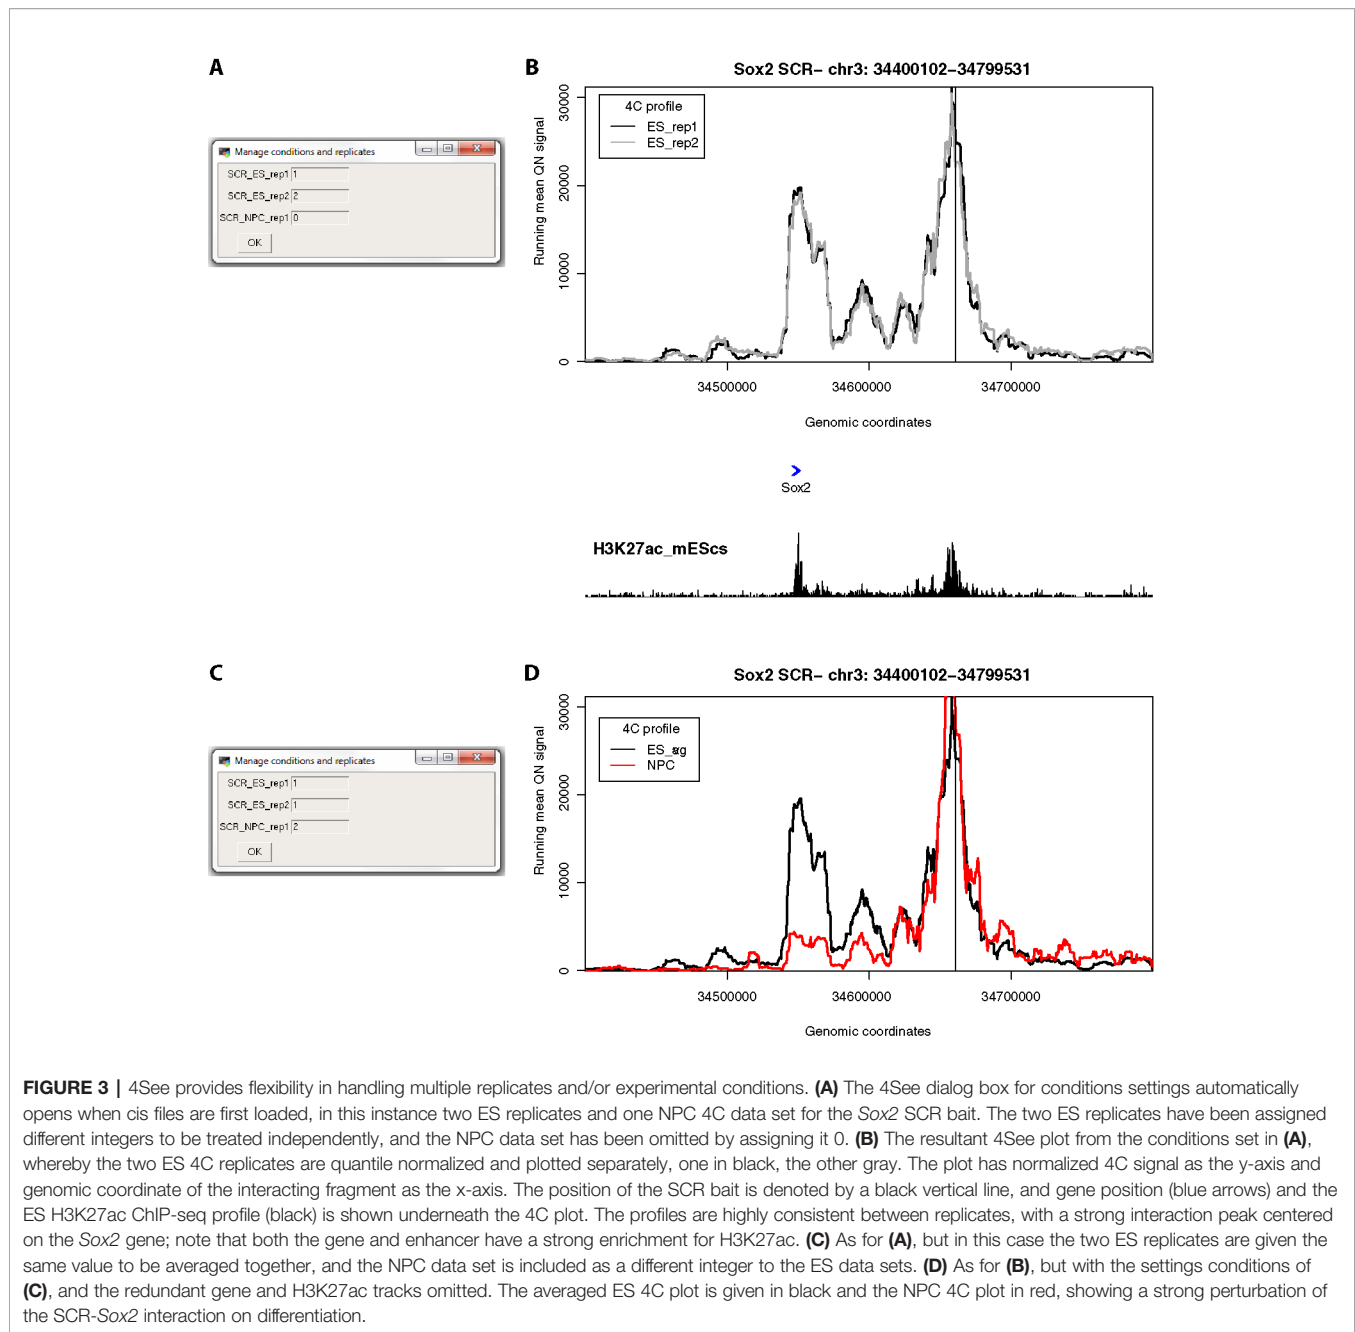 A
Manage conditions and replicates
SCR_ES_rep1 1
SCR_ES_rep2 2
SCR_NPC_rep1 0
OK
B
Sox2 SCR– chr3: 34400102–34799531
Running mean QN signal
30000
20000
10000
0
4C profile
ES_rep1
ES_rep2
34500000 34600000 34700000
Genomic coordinates
Sox2
H3K27ac_mEScs
C
Manage conditions and replicates
SCR_ES_rep1 1
SCR_ES_rep2 1
SCR_NPC_rep1 2
OK
D
Sox2 SCR– chr3: 34400102–34799531
Running mean QN signal
30000
20000
10000
0
4C profile
NPC
34500000 34600000 34700000
Genomic coordinates
FIGURE 3 | 4See provides flexibility in handling multiple replicates and/or experimental conditions. (A) The 4See dialog box for conditions settings automatically
opens when cis files are first loaded, in this instance two ES replicates and one NPC 4C data set for the Sox2 SCR bait. The two ES replicates have been assigned
different integers to be treated independently, and the NPC data set has been omitted by assigning it 0. (B) The resultant 4See plot from the conditions set in (A),
whereby the two ES 4C replicates are quantile normalized and plotted separately, one in black, the other gray. The plot has normalized 4C signal as the y-axis and
genomic coordinate of the interacting fragment as the x-axis. The position of the SCR bait is denoted by a black vertical line, and gene position (blue arrows) and the
ES H3K27ac ChIP-seq profile (black) is shown underneath the 4C plot. The profiles are highly consistent between replicates, with a strong interaction peak centered
on the Sox2 gene; note that both the gene and enhancer have a strong enrichment for H3K27ac. (C) As for (A), but in this case the two ES replicates are given the
same value to be averaged together, and the NPC data set is included as a different integer to the ES data sets. (D) As for (B), but with the settings conditions of
(C), and the redundant gene and H3K27ac tracks omitted. The averaged ES 4C plot is given in black and the NPC 4C plot in red, showing a strong perturbation of
the SCR-Sox2 interaction on differentiation.